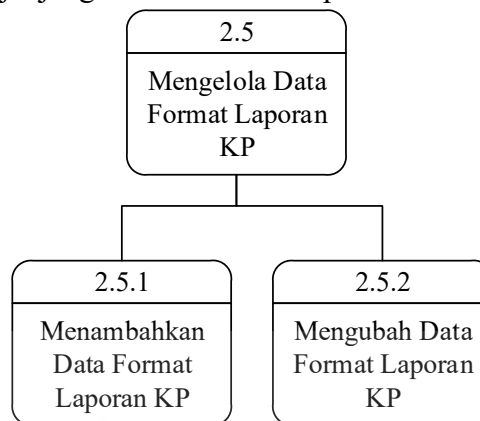 2.5
Mengelola Data
Format Laporan
KP
2.5.1
Menambahkan
Data Format
Laporan KP
2.5.2
Mengubah Data
Format Laporan
KP